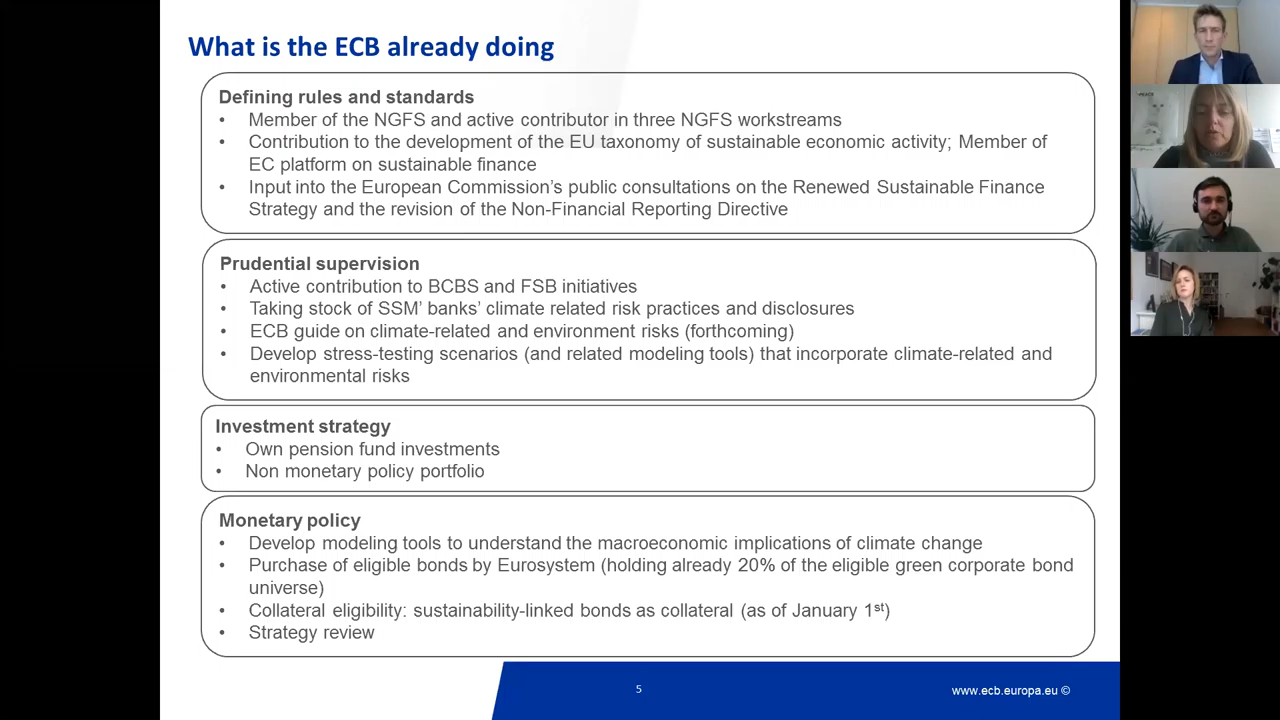 What is the ECB already doing
Defining rules and standards
• Member of the NGFS and active contributor in three NGFS workstreams
• Contribution to the development of the EU taxonomy of sustainable economic activity; Member of
EC platform on sustainable finance
• Input into the European Commission's public consultations on the Renewed Sustainable Finance
Strategy and the revision of the Non-Financial Reporting Directive
Prudential supervision
• Active contribution to BCBS and FSB initiatives
• Taking stock of SSM' banks' climate related risk practices and disclosures
• ECB guide on climate-related and environment risks (forthcoming)
• Develop stress-testing scenarios (and related modeling tools) that incorporate climate-related and
environmental risks
Investment strategy
• Own pension fund investments
• Non monetary policy portfolio
Monetary policy
• Develop modeling tools to understand the macroeconomic implications of climate change
• Purchase of eligible bonds by Eurosystem (holding already 20% of the eligible green corporate bond
universe)
• Collateral eligibility: sustainability-linked bonds as collateral (as of January 1st)
• Strategy review
5
www.ecb.europa.eu ©